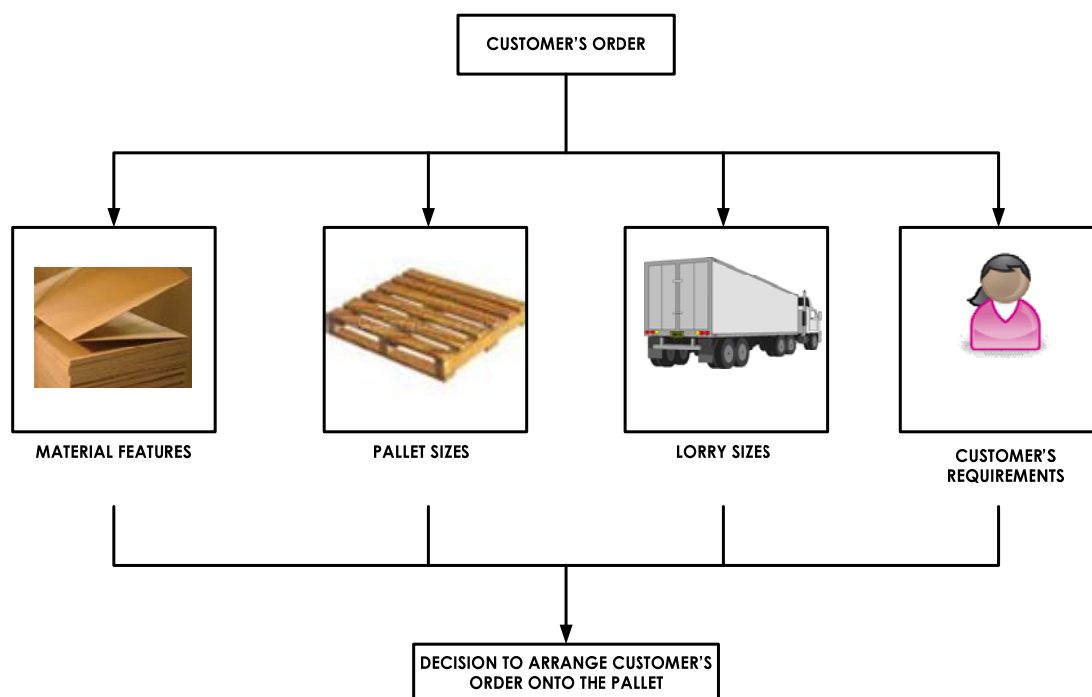 CUSTOMER'S ORDER
MATERIAL FEATURES
PALLET SIZES
LORRY SIZES
CUSTOMER'S
REQUIREMENTS
DECISION TO ARRANGE CUSTOMER'S
ORDER ONTO THE PALLET